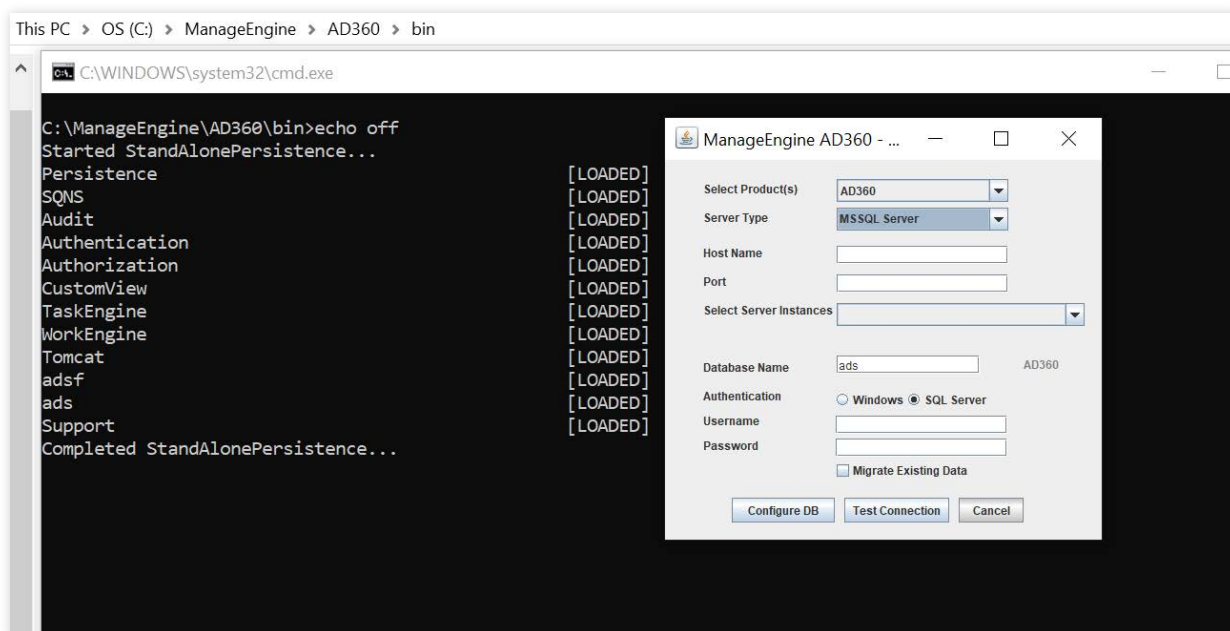 This PC > OS (C:) > ManageEngine > AD360 > bin
C:\WINDOWS\system32\cmd.exe
C:\ManageEngine\AD360\bin>echo off
Started StandAlonePersistence...
Persistence [LOADED]
SQNS [LOADED]
Audit [LOADED]
Authentication [LOADED]
Authorization [LOADED]
CustomView [LOADED]
TaskEngine [LOADED]
WorkEngine [LOADED]
Tomcat [LOADED]
adsf [LOADED]
ads [LOADED]
Support [LOADED]
Completed StandAlonePersistence...
ManageEngine AD360 - ...
Select Product(s) AD360
Server Type MSSQL Server
Host Name
Port
Select Server Instances
Database Name ads AD360
Authentication Windows SQL Server
Username
Password
Migrate Existing Data
Configure DB Test Connection Cancel